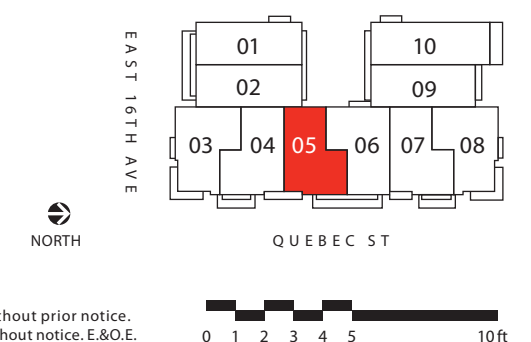 EAST 16TH AVE
01 10
02 09
03 04 05 06 07 08
NORTH
QUEBEC ST
thout prior notice.
hout notice. E.&O.E.
0 1 2 3 4 5 10 ft